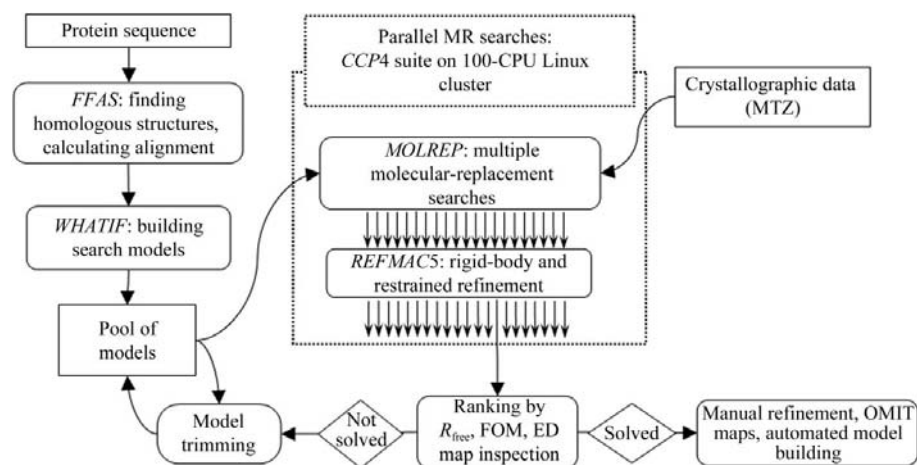 Protein sequence
FFAS: finding
homologous structures,
calculating alignment
WHATIF: building
search models
Pool of
models
Model
trimming
Parallel MR searches:
CCP4 suite on 100-CPU Linux
cluster
Crystallographic data
(MTZ)
MOLREP: multiple
molecular-replacement
searches
REFMAC5: rigid-body and
restrained refinement
Not
solved
Ranking by
Rfree, FOM, ED
map inspection
Solved
Manual refinement, OMIT
maps, automated model
building